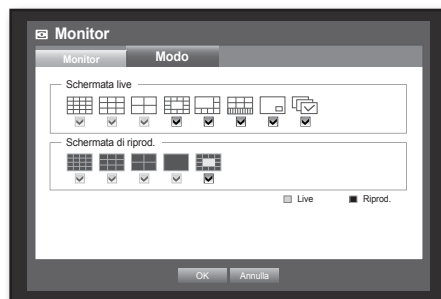 Monitor
Monitor Modo
Schermata live
Schermata di riprod.
Live Riprod.
OK Annulla